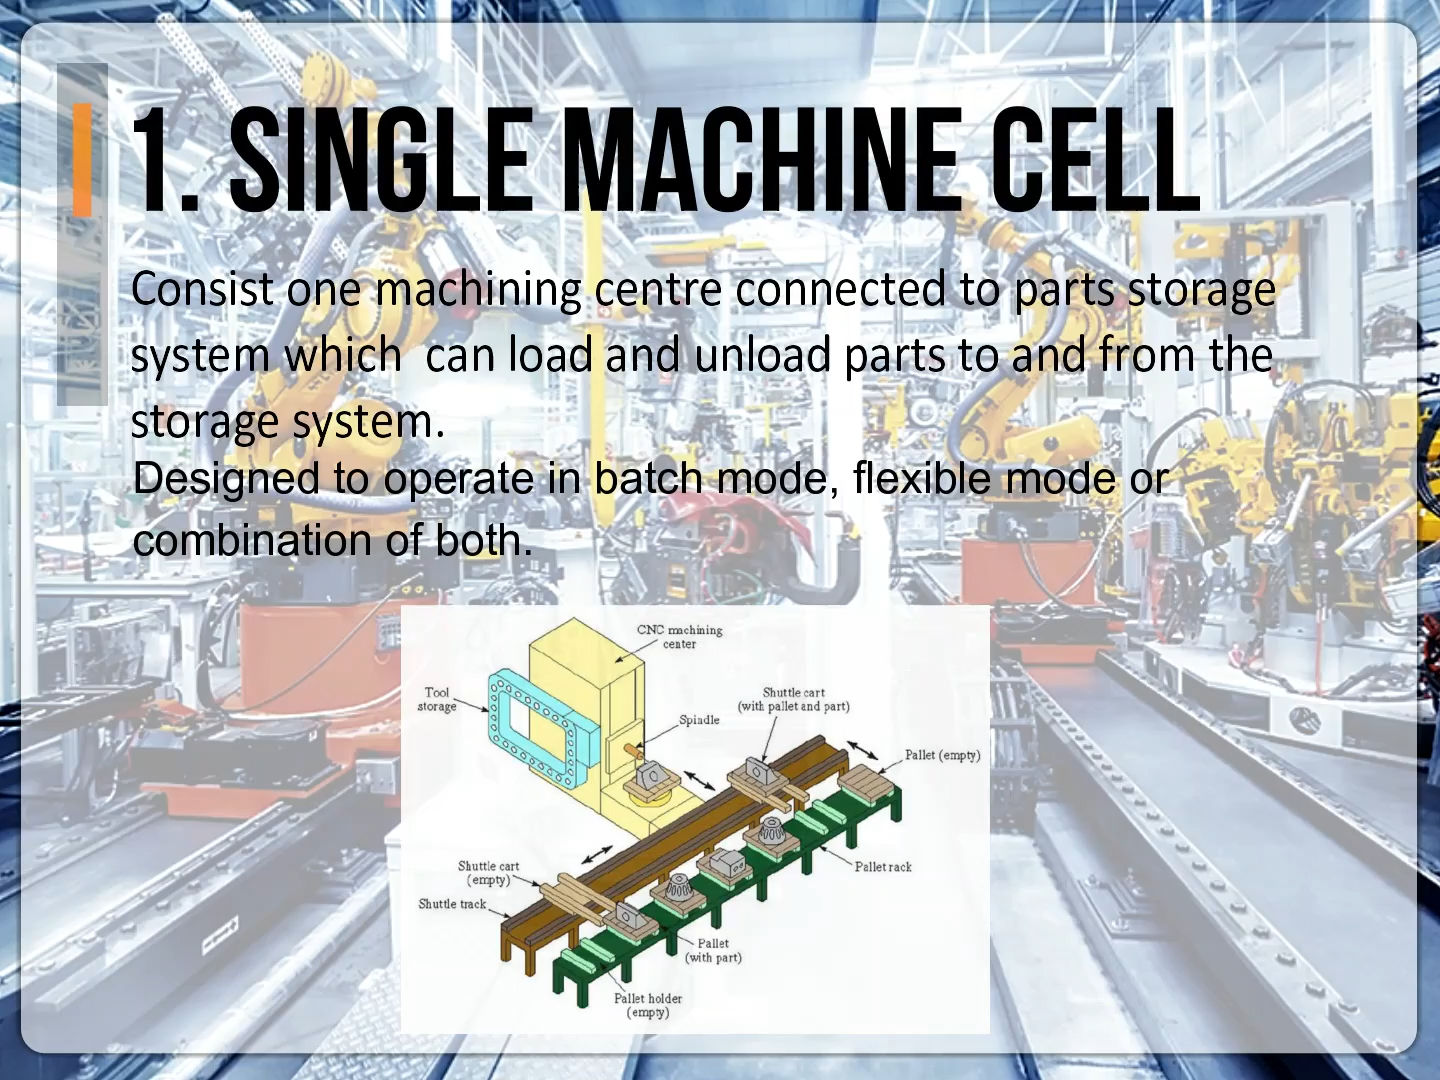 1. SINGLE MACHINE CELL
Consist one machining centre connected to parts storage
system which can load and unload parts to and from the
storage system.
Designed to operate in batch mode, flexible mode or
combination of both.
CNC machining
center
Tool
storage
Spindle
Shuttle cart
(with pallet and part)
Pallet (empty)
Shuttle cart
(empty)
Shuttle track
Pallet rack
Pallet
(with part)
Pallet holder
(empty)